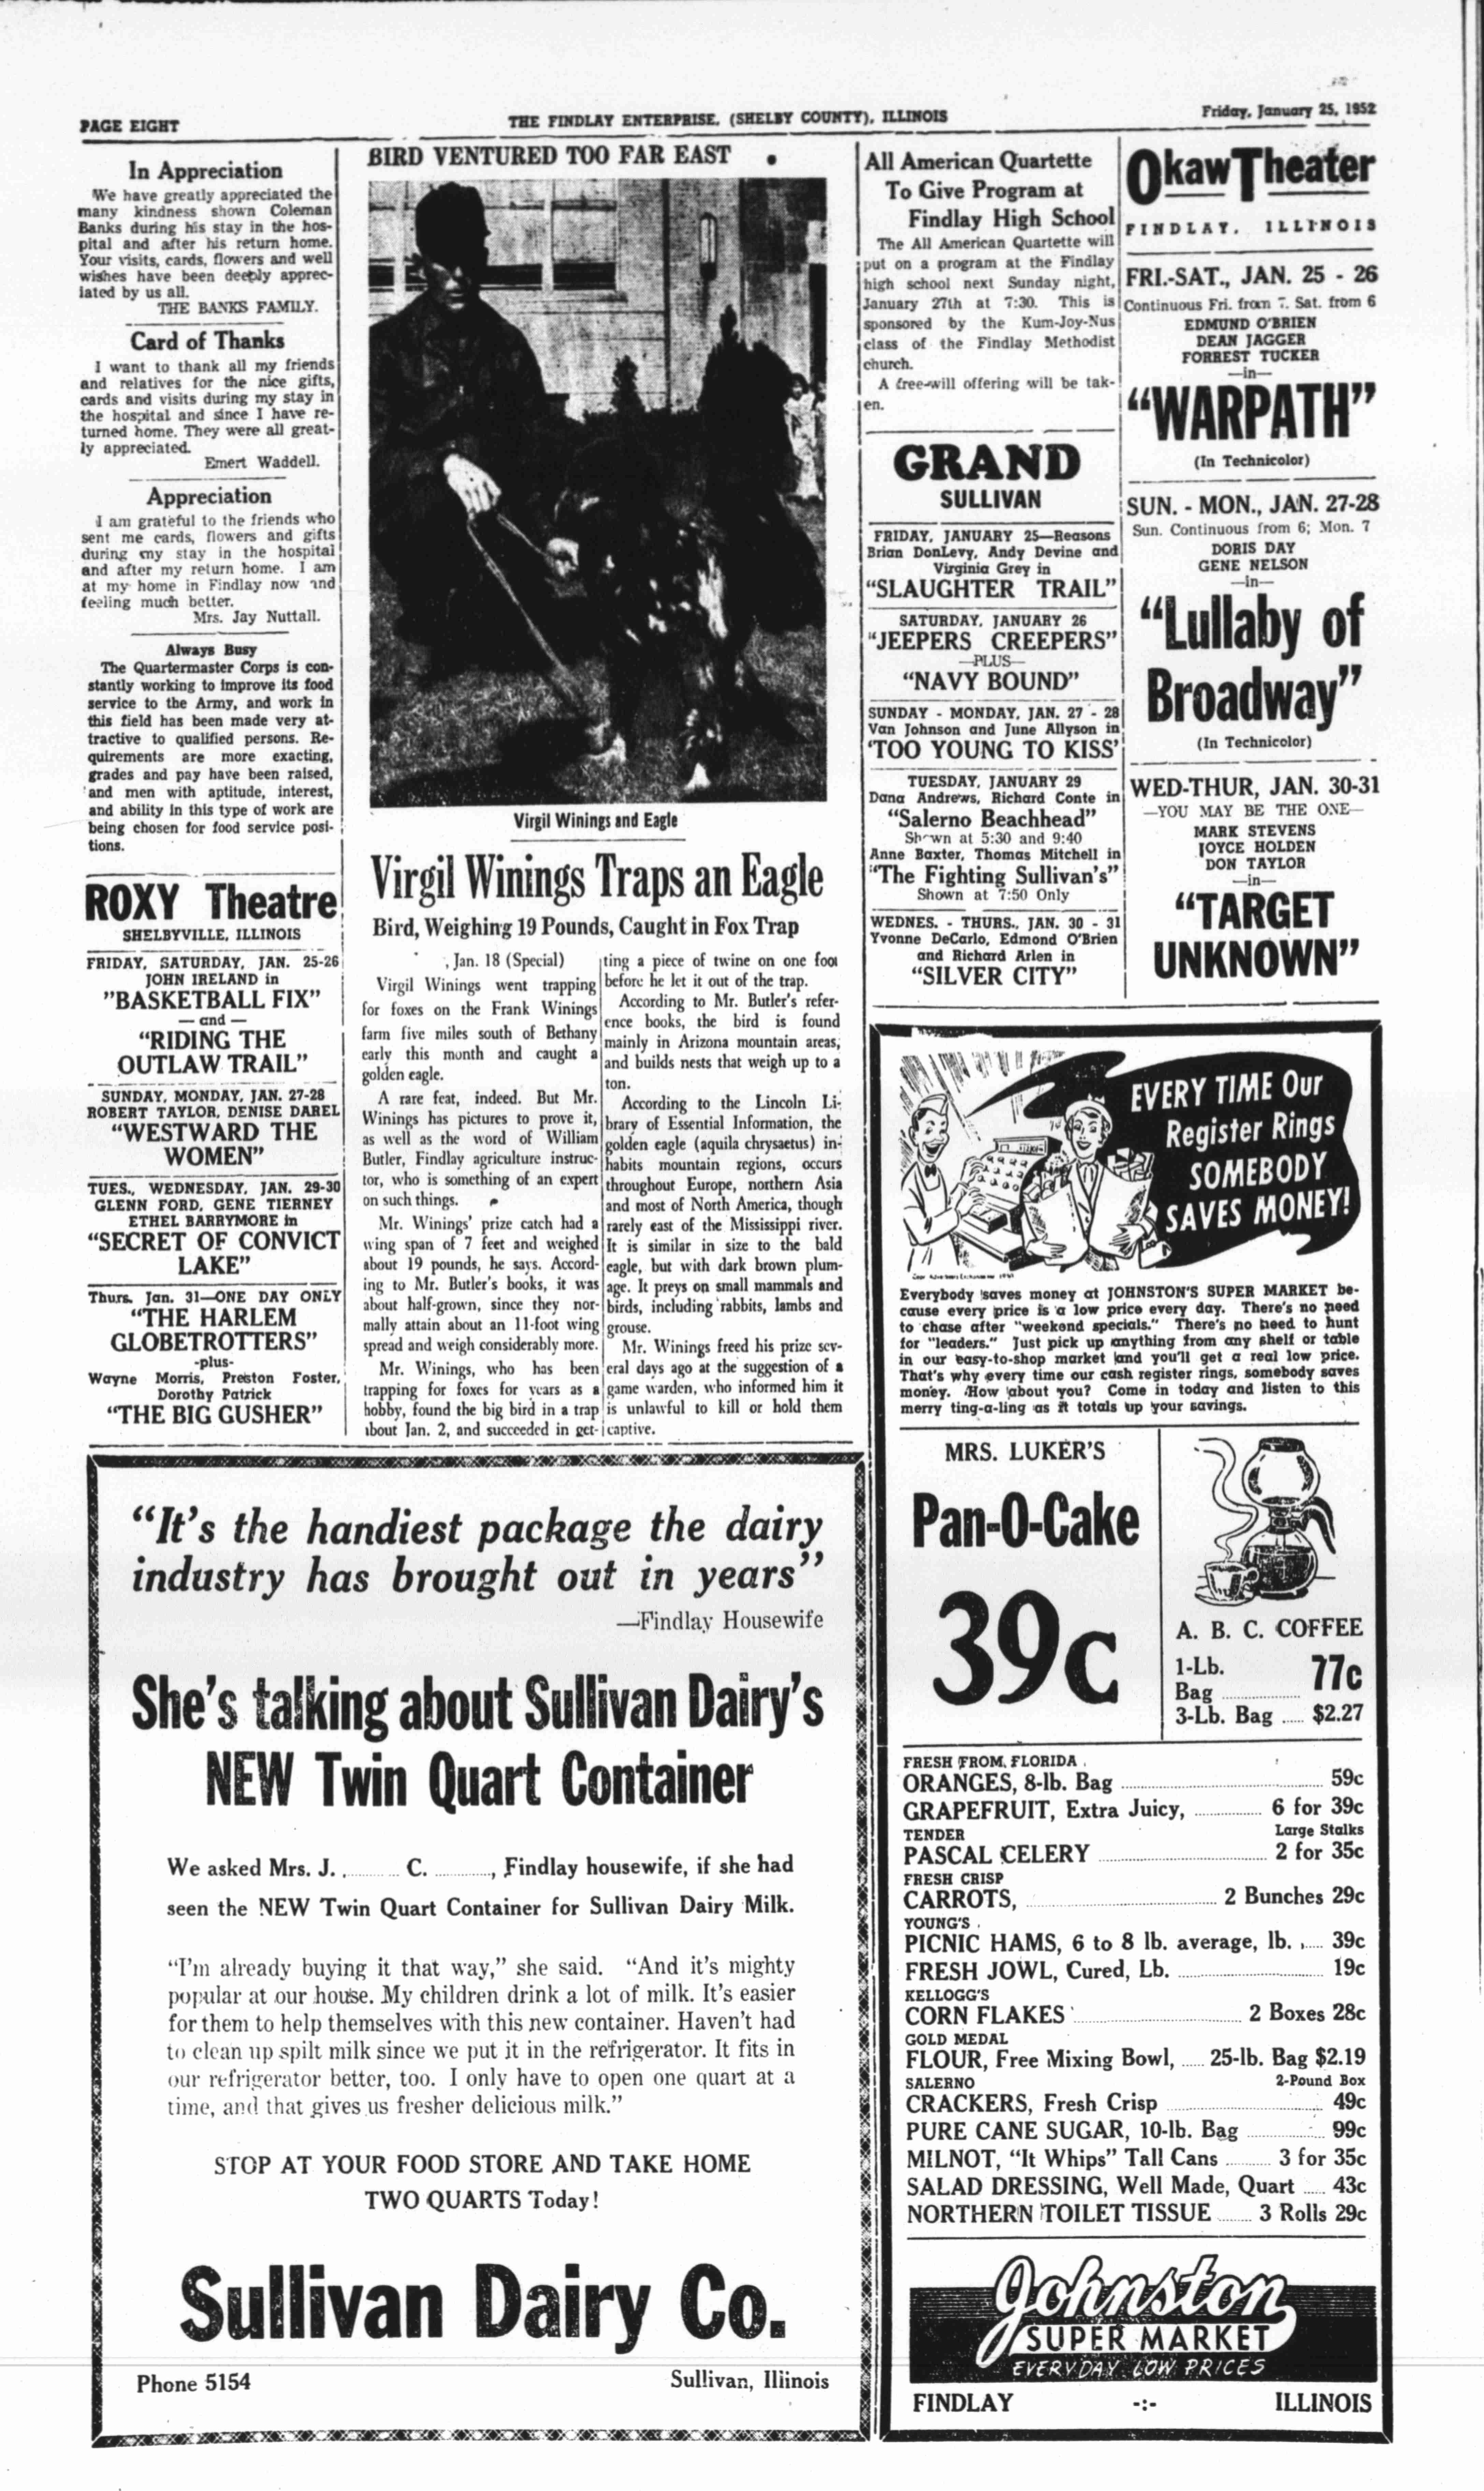 PAGE EIGHT
THE FINDLAY ENTERPRISE, (SHELBY COUNTY), ILLINOIS
Friday, January 25, 1952
In Appreciation
We have greatly appreciated the
many kindness shown Coleman
Banks during his stay in the hos-
pital and after his return home.
Your visits, cards, flowers and well
wishes have been deeply apprec-
iated by us all.
THE BANKS FAMILY.
Card of Thanks
I want to thank all my friends
and relatives for the nice gifts,
cards and visits during my stay in
the hospital and since I have re-
turned home. They were all great-
ly appreciated.
Emert Waddell.
Appreciation
I am grateful to the friends who
sent me cards, flowers and gifts
during my stay in the hospital
and after my return home. I am
at my home in Findlay now and
feeling much better.
Mrs. Jay Nuttall.
Always Busy
The Quartermaster Corps is con-
stantly working to improve its food
service to the Army, and work in
this field has been made very at-
tractive to qualified persons. Re-
quirements are more exacting,
grades and pay have been raised,
and men with aptitude, interest,
and ability in this type of work are
being chosen for food service posi-
tions.
ROXY Theatre
SHELBYVILLE, ILLINOIS
FRIDAY, SATURDAY, JAN. 25-26
JOHN IRELAND in
"BASKETBALL FIX"
— and —
"RIDING THE
OUTLAW TRAIL"
SUNDAY, MONDAY, JAN. 27-28
ROBERT TAYLOR, DENISE DAREL
"WESTWARD THE
WOMEN"
TUES., WEDNESDAY, JAN. 29-30
GLENN FORD, GENE TIERNEY
ETHEL BARRYMORE in
"SECRET OF CONVICT
LAKE"
Thurs. Jan. 31—ONE DAY ONLY
"THE HARLEM
GLOBETROTTERS"
-plus-
Wayne Morris, Preston Foster,
Dorothy Patrick
"THE BIG GUSHER"
BIRD VENTURED TOO FAR EAST
Virgil Winings and Eagle
Virgil Winings Traps an Eagle
Bird, Weighing 19 Pounds, Caught in Fox Trap
, Jan. 18 (Special)
Virgil Winings went trapping
for foxes on the Frank Winings
farm five miles south of Bethany
early this month and caught a
golden eagle.
A rare feat, indeed. But Mr.
Winings has pictures to prove it,
as well as the word of William
Butler, Findlay agriculture instruc-
tor, who is something of an expert
on such things.
Mr. Winings' prize catch had a
wing span of 7 feet and weighed
about 19 pounds, he says. Accord-
ing to Mr. Butler's books, it was
about half-grown, since they nor-
mally attain about an 11-foot wing
spread and weigh considerably more.
Mr. Winings, who has been
trapping for foxes for years as a
hobby, found the big bird in a trap
about Jan. 2, and succeeded in get-
ting a piece of twine on one foot
before he let it out of the trap.
According to Mr. Butler's refer-
ence books, the bird is found
mainly in Arizona mountain areas,
and builds nests that weigh up to a
ton.
According to the Lincoln Li-
brary of Essential Information, the
golden eagle (aquila chrysaetus) in-
habits mountain regions, occurs
throughout Europe, northern Asia
and most of North America, though
rarely east of the Mississippi river.
It is similar in size to the bald
eagle, but with dark brown plum-
age. It preys on small mammals and
birds, including rabbits, lambs and
grouse.
Mr. Winings freed his prize sev-
eral days ago at the suggestion of a
game warden, who informed him it
is unlawful to kill or hold them
captive.
All American Quartette
To Give Program at
Findlay High School
The All American Quartette will
put on a program at the Findlay
high school next Sunday night,
January 27th at 7:30. This is
sponsored by the Kum-Joy-Nus
class of the Findlay Methodist
church.
A free-will offering will be tak-
en.
GRAND
SULLIVAN
FRIDAY, JANUARY 25—Reasons
Brian DonLevy, Andy Devine and
Virginia Grey in
"SLAUGHTER TRAIL"
SATURDAY, JANUARY 26
"JEEPERS CREEPERS"
—PLUS—
"NAVY BOUND"
SUNDAY - MONDAY, JAN. 27 - 28
Van Johnson and June Allyson in
'TOO YOUNG TO KISS'
TUESDAY, JANUARY 29
Dana Andrews, Richard Conte in
"Salerno Beachhead"
Shown at 5:30 and 9:40
Anne Baxter, Thomas Mitchell in
"The Fighting Sullivan's"
Shown at 7:50 Only
WEDNES. - THURS., JAN. 30 - 31
Yvonne DeCarlo, Edmond O'Brien
and Richard Arlen in
"SILVER CITY"
Okaw Theater
FINDLAY, ILLINOIS
FRI.-SAT., JAN. 25 - 26
Continuous Fri. from 7. Sat. from 6
EDMUND O'BRIEN
DEAN JAGGER
FORREST TUCKER
—in—
"WARPATH"
(In Technicolor)
SUN. - MON., JAN. 27-28
Sun. Continuous from 6; Mon. 7
DORIS DAY
GENE NELSON
—in—
"Lullaby of
Broadway"
(In Technicolor)
WED-THUR, JAN. 30-31
—YOU MAY BE THE ONE—
MARK STEVENS
JOYCE HOLDEN
DON TAYLOR
—in—
"TARGET
UNKNOWN"
"It's the handiest package the dairy
industry has brought out in years"
—Findlay Housewife
She's talking about Sullivan Dairy's
NEW Twin Quart Container
We asked Mrs. J. .......... C. .........., Findlay housewife, if she had
seen the NEW Twin Quart Container for Sullivan Dairy Milk.
"I'm already buying it that way," she said. "And it's mighty
popular at our house. My children drink a lot of milk. It's easier
for them to help themselves with this new container. Haven't had
to clean up spilt milk since we put it in the refrigerator. It fits in
our refrigerator better, too. I only have to open one quart at a
time, and that gives us fresher delicious milk."
STOP AT YOUR FOOD STORE AND TAKE HOME
TWO QUARTS Today!
Sullivan Dairy Co.
Phone 5154
Sullivan, Illinois
EVERY TIME Our
Register Rings
SOMEBODY
SAVES MONEY!
Everybody saves money at JOHNSTON'S SUPER MARKET be-
cause every price is a low price every day. There's no need
to chase after "weekend specials." There's no need to hunt
for "leaders." Just pick up anything from any shelf or table
in our easy-to-shop market and you'll get a real low price.
That's why every time our cash register rings, somebody saves
money. How about you? Come in today and listen to this
merry ting-a-ling as it totals up your savings.
MRS. LUKER'S
Pan-O-Cake
39c
A. B. C. COFFEE
1-Lb.
Bag ........ 77c
3-Lb. Bag ..... $2.27
FRESH FROM FLORIDA
ORANGES, 8-lb. Bag ........ 59c
GRAPEFRUIT, Extra Juicy, ........ 6 for 39c
TENDER Large Stalks
PASCAL CELERY ........ 2 for 35c
FRESH CRISP
CARROTS, ........ 2 Bunches 29c
YOUNG'S
PICNIC HAMS, 6 to 8 lb. average, lb. ..... 39c
FRESH JOWL, Cured, Lb. ........ 19c
KELLOGG'S
CORN FLAKES ........ 2 Boxes 28c
GOLD MEDAL
FLOUR, Free Mixing Bowl, ..... 25-lb. Bag $2.19
SALERNO 2-Pound Box
CRACKERS, Fresh Crisp ........ 49c
PURE CANE SUGAR, 10-lb. Bag ........ 99c
MILNOT, "It Whips" Tall Cans ........ 3 for 35c
SALAD DRESSING, Well Made, Quart ..... 43c
NORTHERN TOILET TISSUE ........ 3 Rolls 29c
Johnston
SUPER MARKET
EVERYDAY LOW PRICES
FINDLAY -:- ILLINOIS